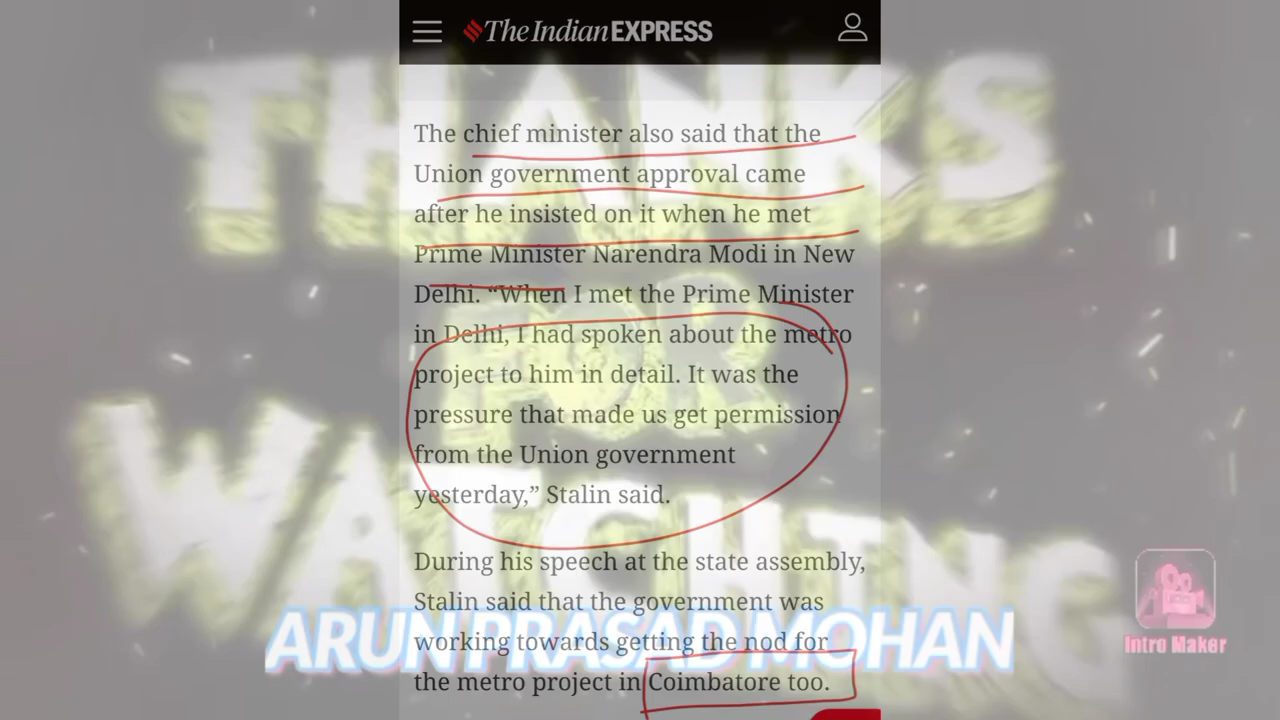 The Indian EXPRESS
The chief minister also said that the
Union government approval came
after he insisted on it when he met
Prime Minister Narendra Modi in New
Delhi. “When I met the Prime Minister
in Delhi, I had spoken about the metro
project to him in detail. It was the
pressure that made us get permission
from the Union government
yesterday,” Stalin said.
During his speech at the state assembly,
Stalin said that the government was
working towards getting the nod for
the metro project in Coimbatore too.
THANKS
FOR
WATCHING
ARUN PRASAD MOHAN
Intro Maker